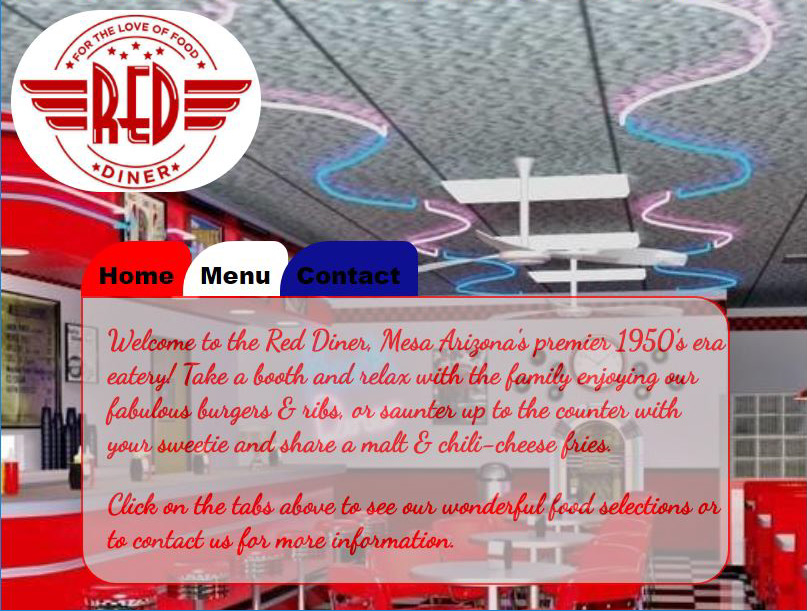 FOR THE LOVE OF FOOD
RED
DINER
Home Menu Contact
Welcome to the Red Diner, Mesa Arizona's premier 1950's era
eatery! Take a booth and relax with the family enjoying our
fabulous burgers & ribs, or saunter up to the counter with
your sweetie and share a malt & chili-cheese fries.
Click on the tabs above to see our wonderful food selections or
to contact us for more information.